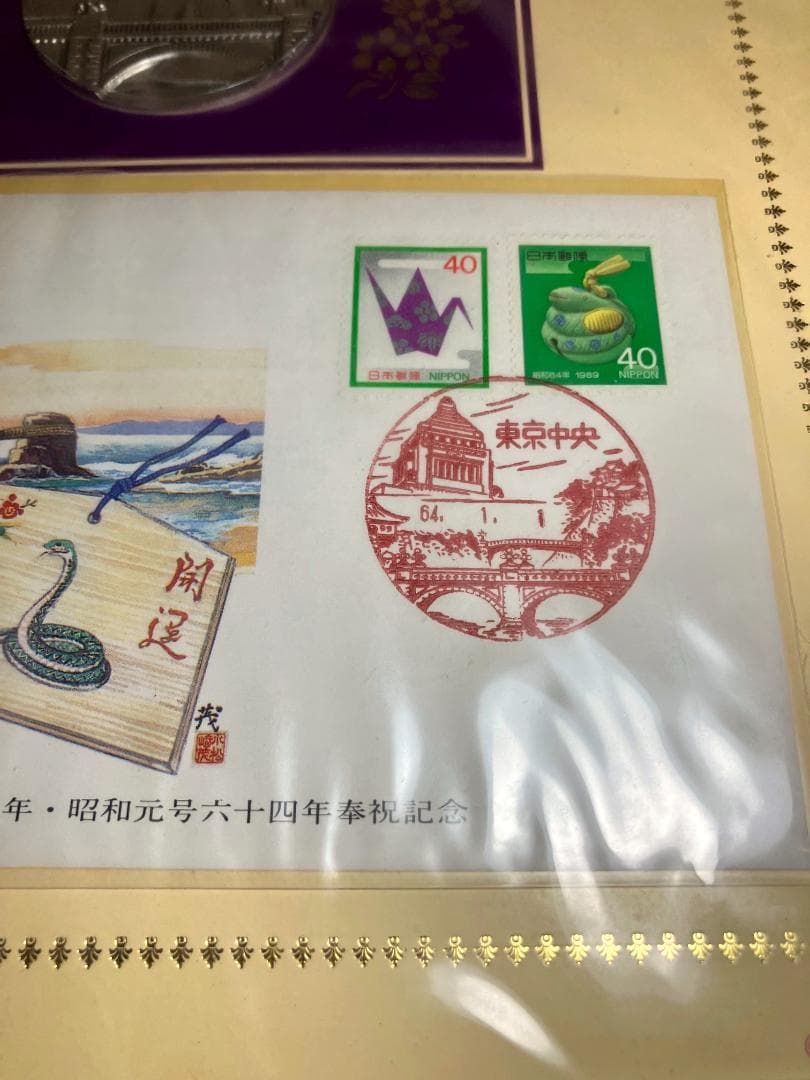 40
日本郵便 NIPPON
日本郵便
昭和64年 1989
40
NIPPON
東京中央
64. 1. 1
開運
茂
年・昭和元号六十四年奉祝記念